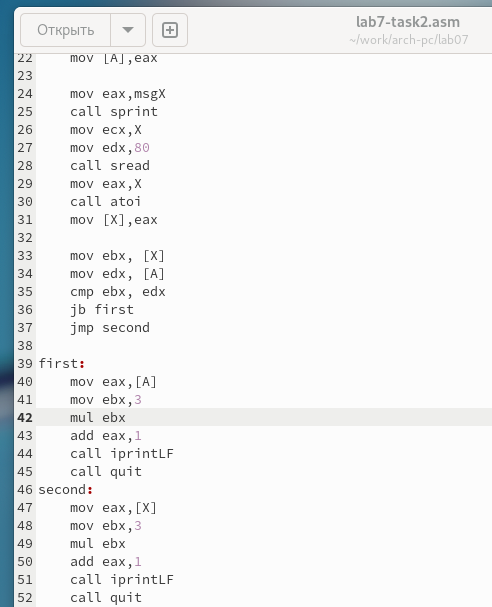 Открыть
lab7-task2.asm
~/work/arch-pc/lab07
22 mov [A],eax
23
24 mov eax,msgX
25 call sprint
26 mov ecx,X
27 mov edx,80
28 call sread
29 mov eax,X
30 call atoi
31 mov [X],eax
32
33 mov ebx, [X]
34 mov edx, [A]
35 cmp ebx, edx
36 jb first
37 jmp second
38
39 first:
40 mov eax,[A]
41 mov ebx,3
42 mul ebx
43 add eax,1
44 call iprintLF
45 call quit
46 second:
47 mov eax,[X]
48 mov ebx,3
49 mul ebx
50 add eax,1
51 call iprintLF
52 call quit